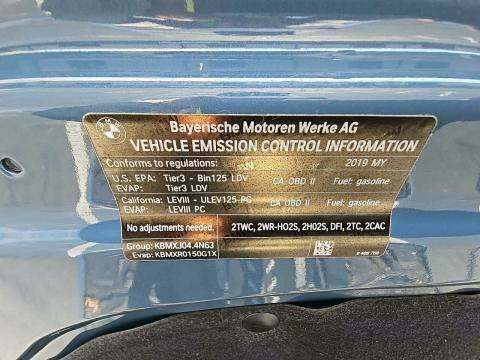 Bayerische Motoren Werke AG
VEHICLE EMISSION CONTROL INFORMATION
Conforms to regulations: 2019 MY
U.S. EPA: Tier3 - Bin125 LDV CA OBD II Fuel: gasoline
EVAP: Tier3 LDV
California: LEVIII - ULEV125 PC CA OBD II Fuel: gasoline
EVAP: LEVIII PC
No adjustments needed. 2TWC, 2WR-HO2S, 2HO2S, DFI, 2TC, 2CAC
Group: KBMXJ04.4N63
Evap: KBMXR0150G1X